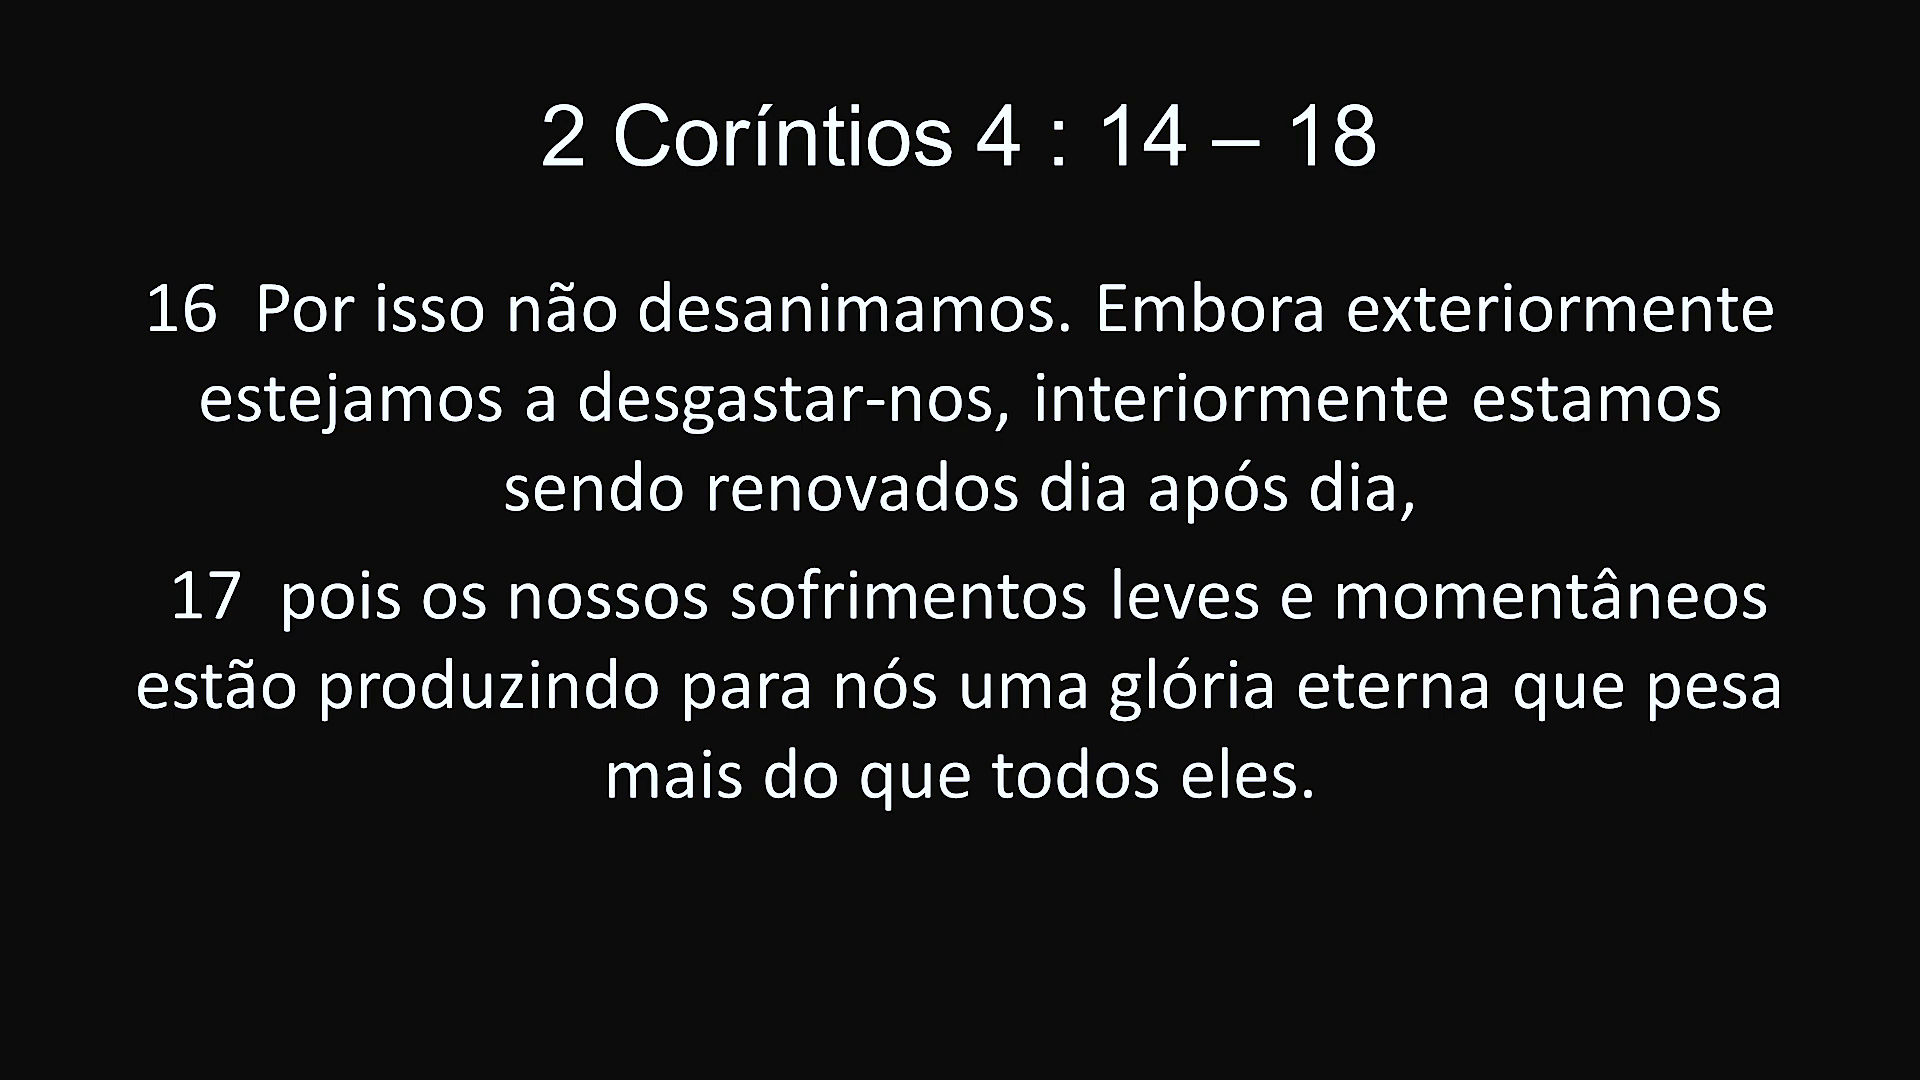 2 Coríntios 4 : 14 – 18
16  Por isso não desanimamos. Embora exteriormente
estejamos a desgastar-nos, interiormente estamos
sendo renovados dia após dia,
17  pois os nossos sofrimentos leves e momentâneos
estão produzindo para nós uma glória eterna que pesa
mais do que todos eles.